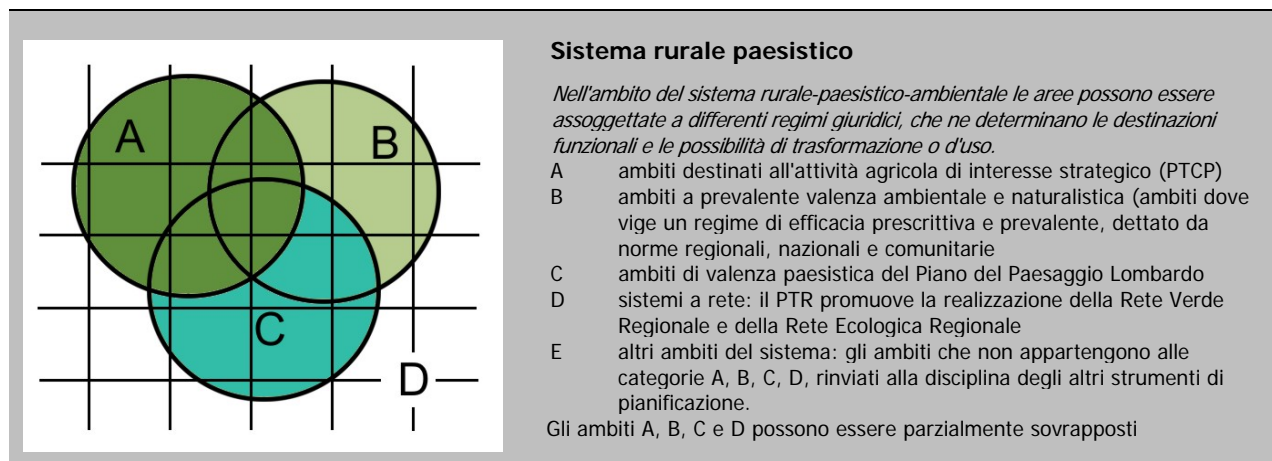 A
B
C
D
Sistema rurale paesistico
Nell'ambito del sistema rurale-paesistico-ambientale le aree possono essere
assoggettate a differenti regimi giuridici, che ne determinano le destinazioni
funzionali e le possibilità di trasformazione o d'uso.
A ambiti destinati all'attività agricola di interesse strategico (PTCP)
B ambiti a prevalente valenza ambientale e naturalistica (ambiti dove
vige un regime di efficacia prescrittiva e prevalente, dettato da
norme regionali, nazionali e comunitarie
C ambiti di valenza paesistica del Piano del Paesaggio Lombardo
D sistemi a rete: il PTR promuove la realizzazione della Rete Verde
Regionale e della Rete Ecologica Regionale
E altri ambiti del sistema: gli ambiti che non appartengono alle
categorie A, B, C, D, rinviati alla disciplina degli altri strumenti di
pianificazione.
Gli ambiti A, B, C e D possono essere parzialmente sovrapposti